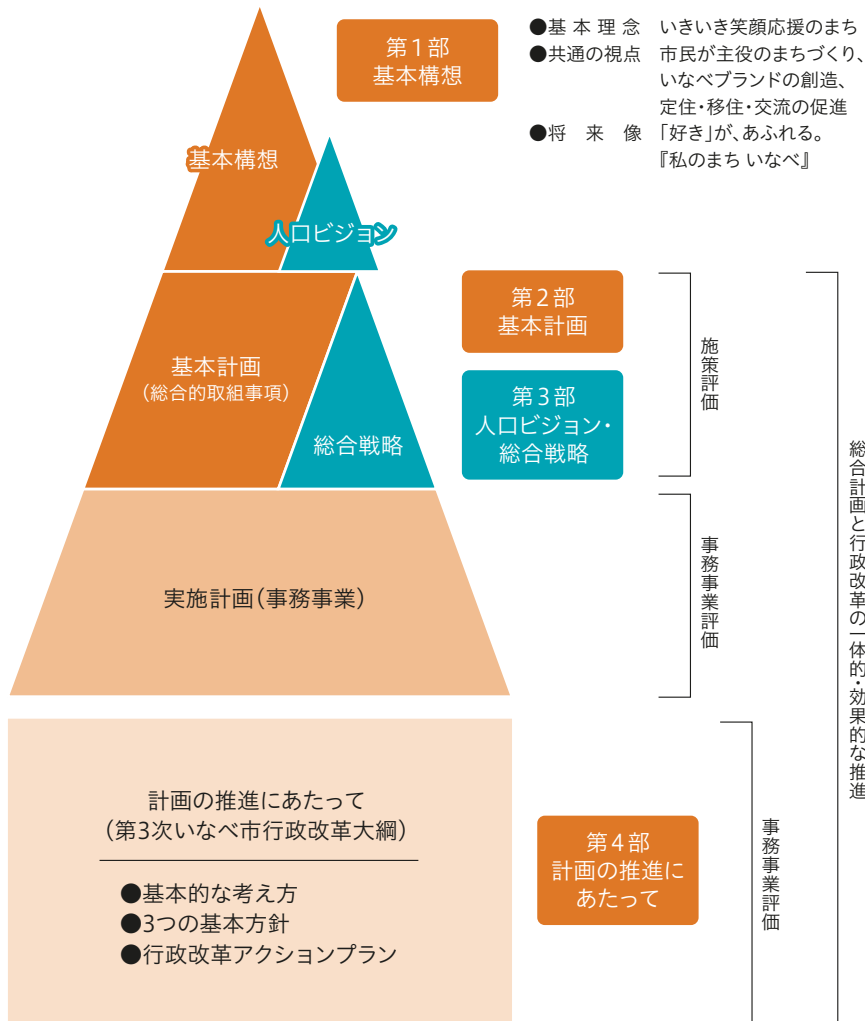 第1部
基本構想
●基本理念 いきいき笑顔応援のまち
●共通の視点 市民が主役のまちづくり、
いなべブランドの創造、
定住・移住・交流の促進
●将来像 「好き」が、あふれる。
『私のまち いなべ』
基本構想
人口ビジョン
基本計画
（総合的取組事項）
総合戦略
第2部
基本計画
第3部
人口ビジョン・
総合戦略
施策評価
実施計画（事務事業）
事務事業評価
総合計画と行政改革の一体的・効果的な推進
計画の推進にあたって
（第3次いなべ市行政改革大綱）
●基本的な考え方
●3つの基本方針
●行政改革アクションプラン
第4部
計画の推進に
あたって
事務事業評価